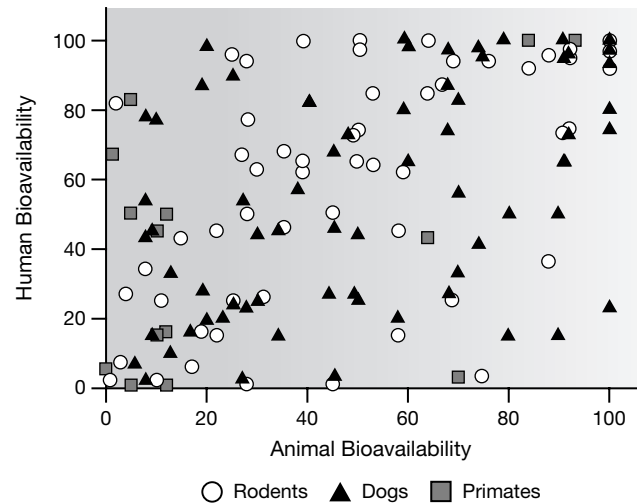 Human Bioavailability
100
80
60
40
20
0
0 20 40 60 80 100
Animal Bioavailability
Rodents Dogs Primates